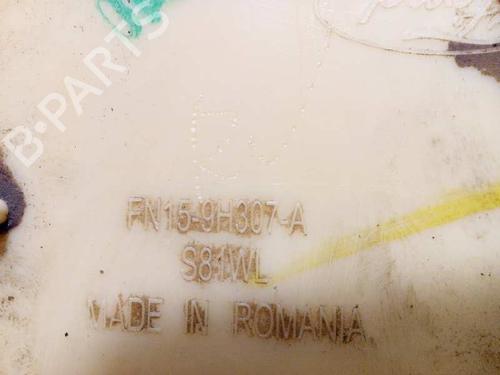 B-PARTS
FN15-9H307-A
S81WL
MADE IN ROMANIA